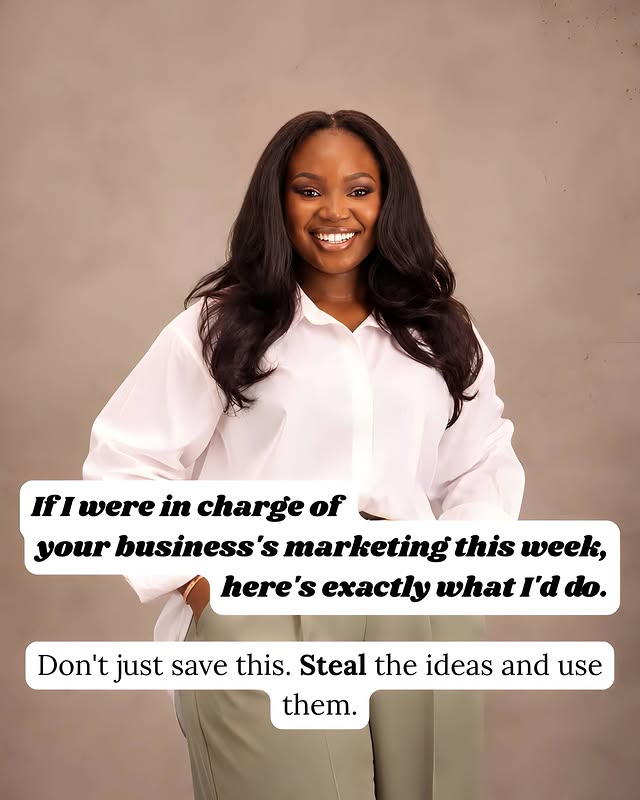 If I were in charge of
your business's marketing this week,
here's exactly what I'd do.
Don't just save this. Steal the ideas and use
them.